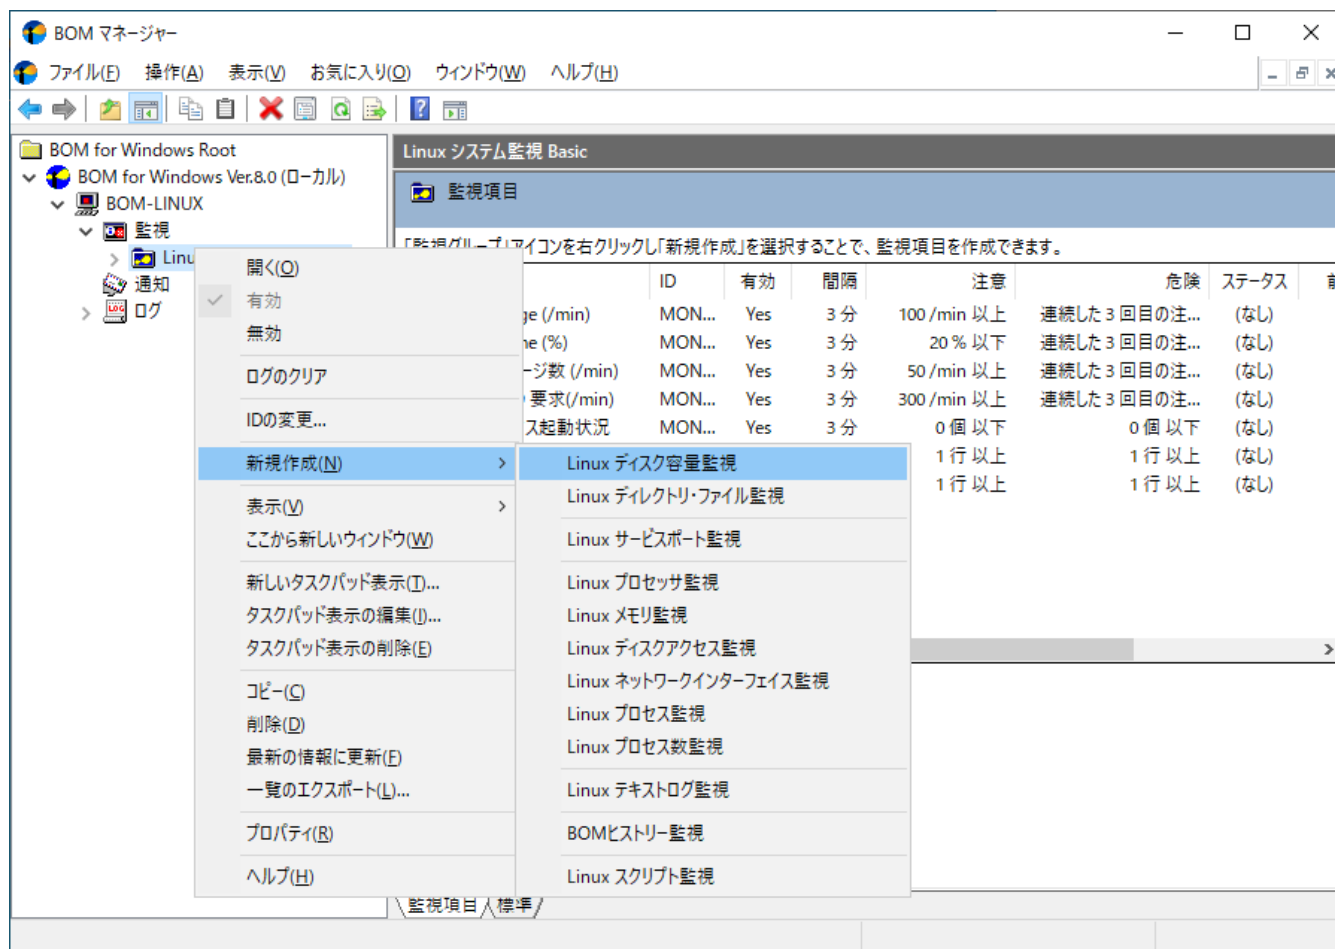 BOM マネージャー
ファイル(F) 操作(A) 表示(V) お気に入り(O) ウィンドウ(W) ヘルプ(H)
BOM for Windows Root
BOM for Windows Ver.8.0 (ローカル)
BOM-LINUX
監視
Linu
通知
ログ
Linux システム監視 Basic
監視項目
「監視グループ」アイコンを右クリックし「新規作成」を選択することで、監視項目を作成できます。
ID 有効 間隔 注意 危険 ステータス 前
ge (/min) MON... Yes 3 分 100 /min 以上 連続した 3 回目の注... (なし)
ne (%) MON... Yes 3 分 20 % 以下 連続した 3 回目の注... (なし)
ージ数 (/min) MON... Yes 3 分 50 /min 以上 連続した 3 回目の注... (なし)
要求(/min) MON... Yes 3 分 300 /min 以上 連続した 3 回目の注... (なし)
ス起動状況 MON... Yes 3 分 0 個 以下 0 個 以下 (なし)
1 行 以上 1 行 以上 (なし)
1 行 以上 1 行 以上 (なし)
開く(O)
有効
無効
ログのクリア
IDの変更...
新規作成(N)
表示(V)
ここから新しいウィンドウ(W)
新しいタスクパッド表示(T)...
タスクパッド表示の編集(I)...
タスクパッド表示の削除(E)
コピー(C)
削除(D)
最新の情報に更新(F)
一覧のエクスポート(L)...
プロパティ(R)
ヘルプ(H)
Linux ディスク容量監視
Linux ディレクトリ・ファイル監視
Linux サービスポート監視
Linux プロセッサ監視
Linux メモリ監視
Linux ディスクアクセス監視
Linux ネットワークインターフェイス監視
Linux プロセス監視
Linux プロセス数監視
Linux テキストログ監視
BOMヒストリー監視
Linux スクリプト監視
監視項目 標準